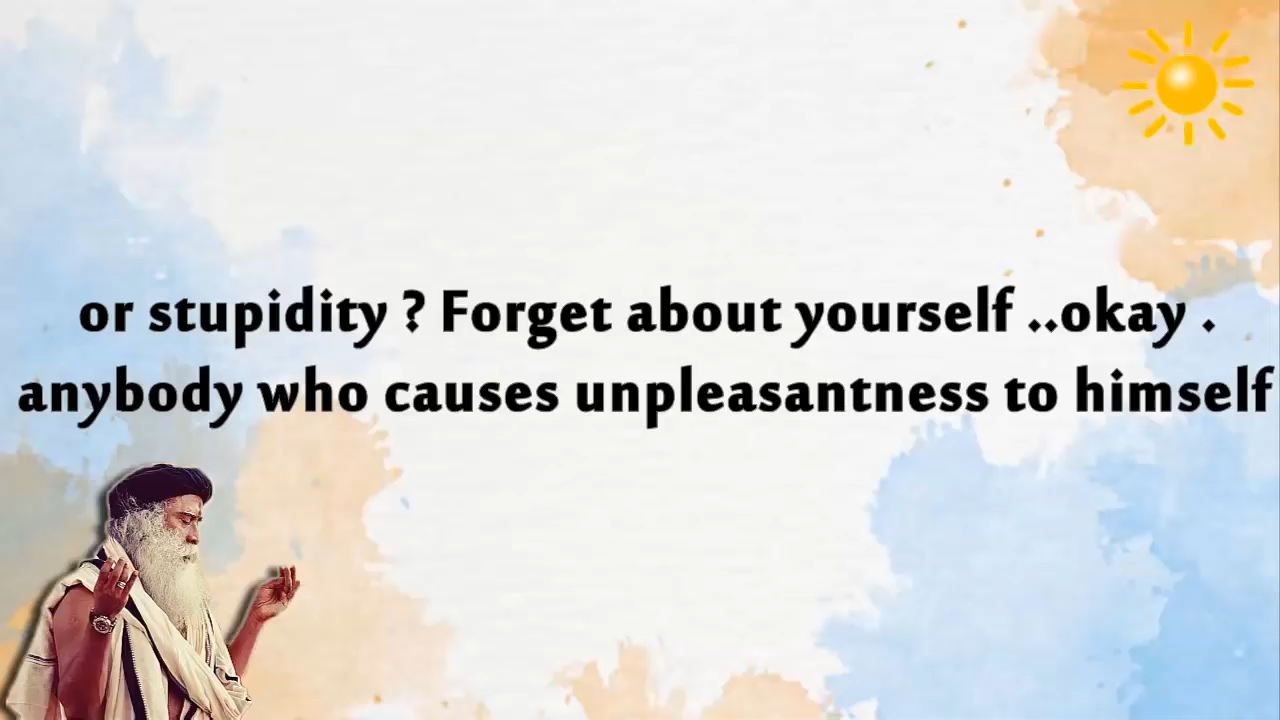 or stupidity ? Forget about yourself ..okay .
anybody who causes unpleasantness to himself